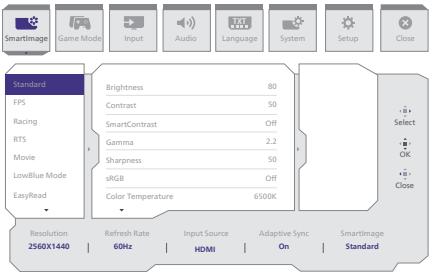 SmartImage
Game Mode
Input
Audio
TXT
Language
System
Setup
Close
Standard
FPS
Racing
RTS
Movie
LowBlue Mode
EasyRead
Brightness 80
Contrast 50
SmartContrast Off
Gamma 2.2
Sharpness 50
sRGB Off
Color Temperature 6500K
Select
OK
Close
Resolution Refresh Rate Input Source Adaptive Sync SmartImage
2560X1440 | 60Hz | HDMI | On | Standard